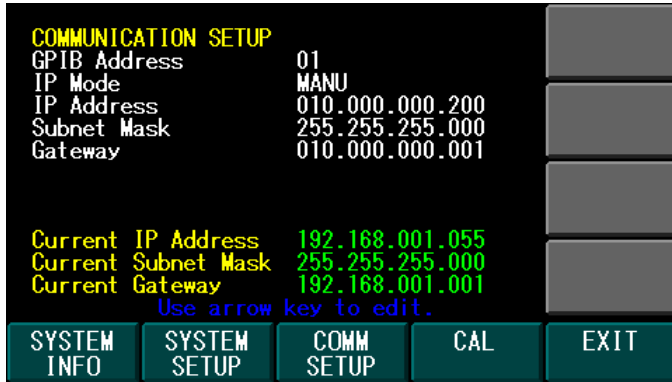 COMMUNICATION SETUP
GPIB Address 01
IP Mode MANU
IP Address 010.000.000.200
Subnet Mask 255.255.255.000
Gateway 010.000.000.001
Current IP Address 192.168.001.055
Current Subnet Mask 255.255.255.000
Current Gateway 192.168.001.001
Use arrow key to edit.
SYSTEM INFO
SYSTEM SETUP
COMM SETUP
CAL
EXIT